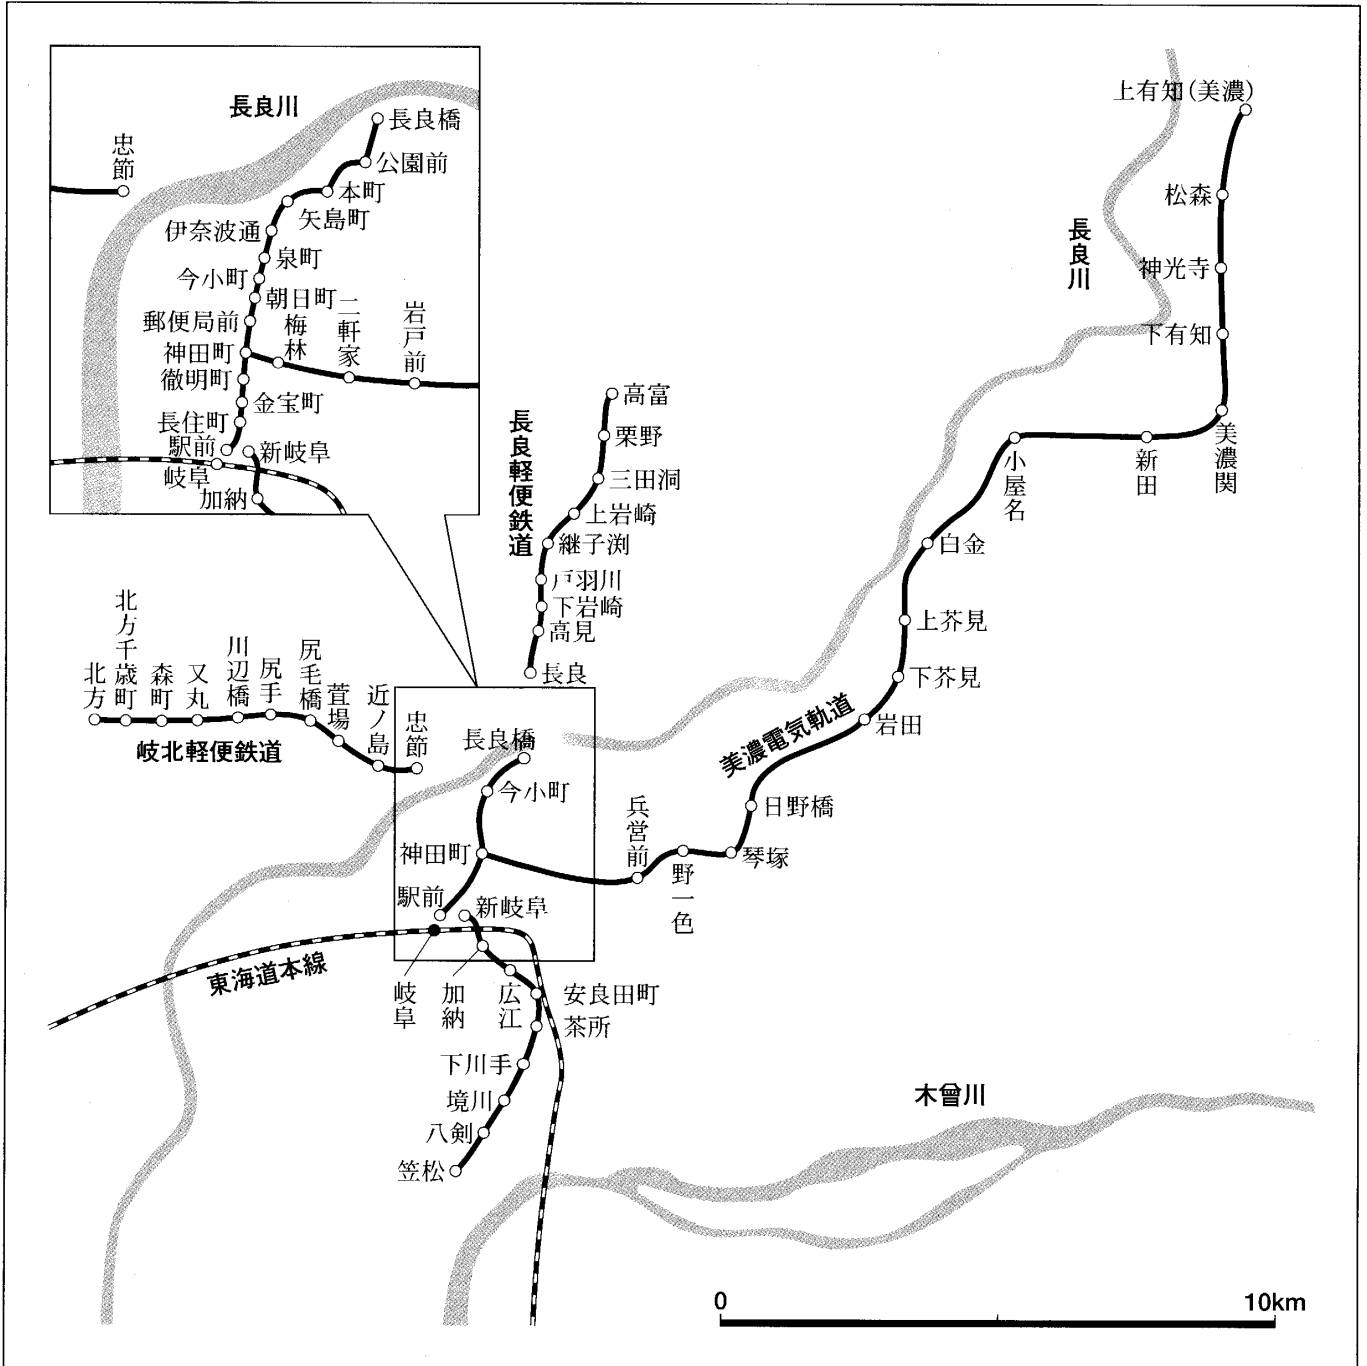 長良川
長良橋
忠節
公園前
本町
矢島町
伊奈波通
泉町
今小町
朝日町
郵便局前
梅林
二軒家
岩戸前
神田町
徹明町
金宝町
長住町
駅前
新岐阜
岐阜
加納
上有知(美濃)
松森
長良川
神光寺
下有知
美濃関
新田
小屋名
白金
上芥見
下芥見
岩田
美濃電気軌道
日野橋
琴塚
野一色
兵営前
長良軽便鉄道
高富
栗野
三田洞
上岩崎
継子渕
戸羽川
下岩崎
高見
長良
北方
北方千歳町
森町
又丸
川辺橋
尻手
尻毛橋
萱場
近ノ島
忠節
岐北軽便鉄道
長良橋
今小町
神田町
駅前
新岐阜
東海道本線
岐阜
加納
広江
安良田町
茶所
下川手
境川
八剣
笠松
木曾川
0
10km